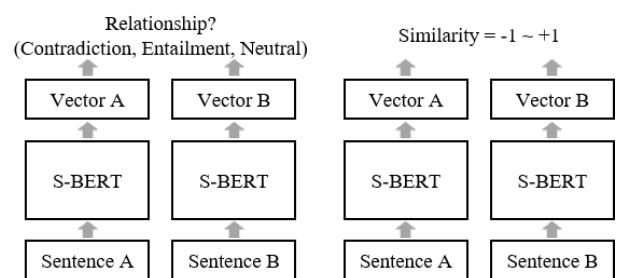 Relationship?
(Contradiction, Entailment, Neutral)
Similarity = -1 ~ +1
Vector A
Vector B
Vector A
Vector B
S-BERT
S-BERT
S-BERT
S-BERT
Sentence A
Sentence B
Sentence A
Sentence B